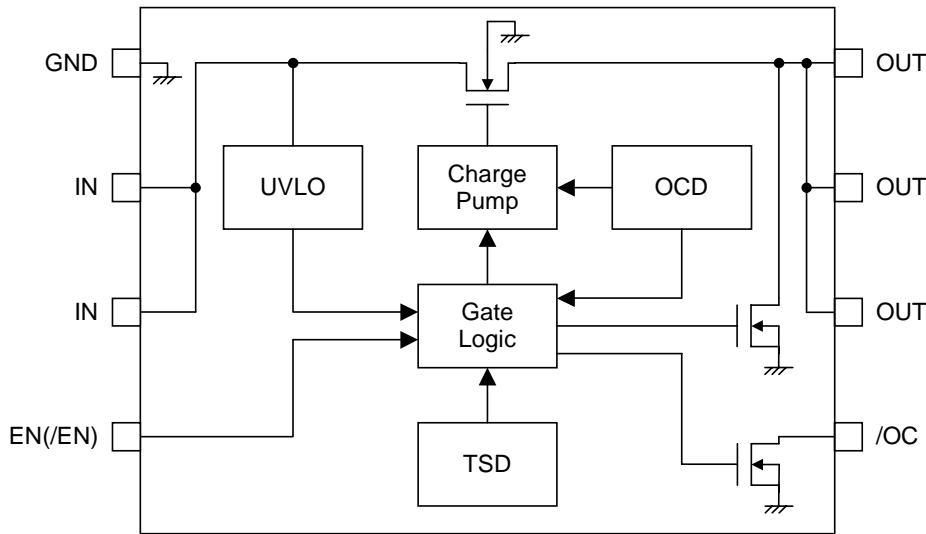 GND
OUT
IN
UVLO
Charge
Pump
OCD
OUT
IN
Gate
Logic
OUT
EN(/EN)
TSD
/OC